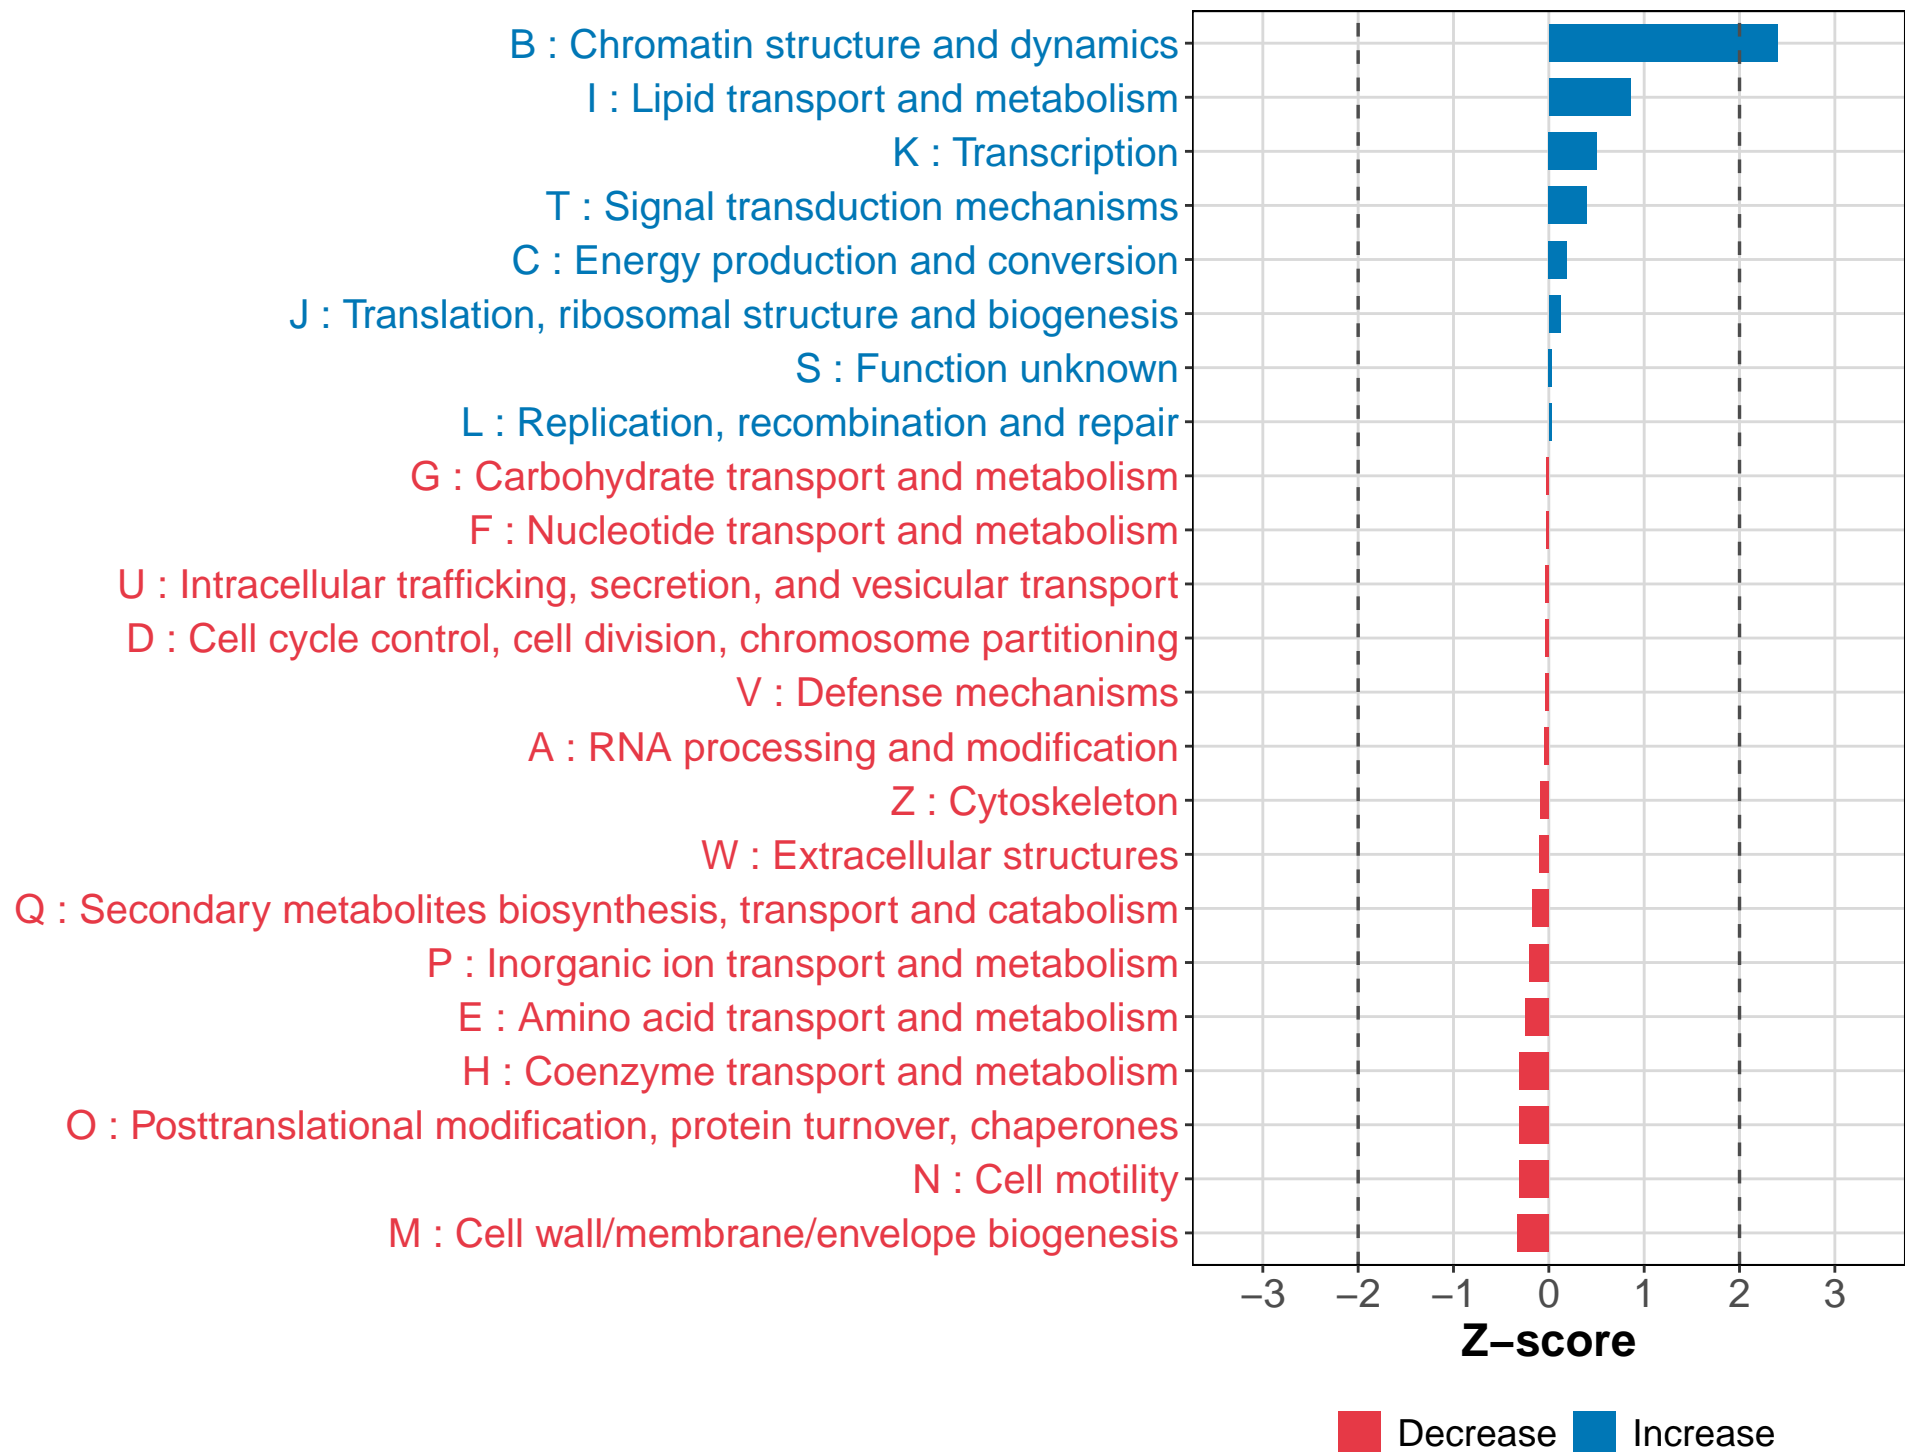 B : Chromatin structure and dynamics
I : Lipid transport and metabolism
K : Transcription
T : Signal transduction mechanisms
C : Energy production and conversion
J : Translation, ribosomal structure and biogenesis
S : Function unknown
L : Replication, recombination and repair
G : Carbohydrate transport and metabolism
F : Nucleotide transport and metabolism
U : Intracellular trafficking, secretion, and vesicular transport
D : Cell cycle control, cell division, chromosome partitioning
V : Defense mechanisms
A : RNA processing and modification
Z : Cytoskeleton
W : Extracellular structures
Q : Secondary metabolites biosynthesis, transport and catabolism
P : Inorganic ion transport and metabolism
E : Amino acid transport and metabolism
H : Coenzyme transport and metabolism
O : Posttranslational modification, protein turnover, chaperones
N : Cell motility
M : Cell wall/membrane/envelope biogenesis
−3 −2 −1 0 1 2 3
Z−score
Decrease Increase